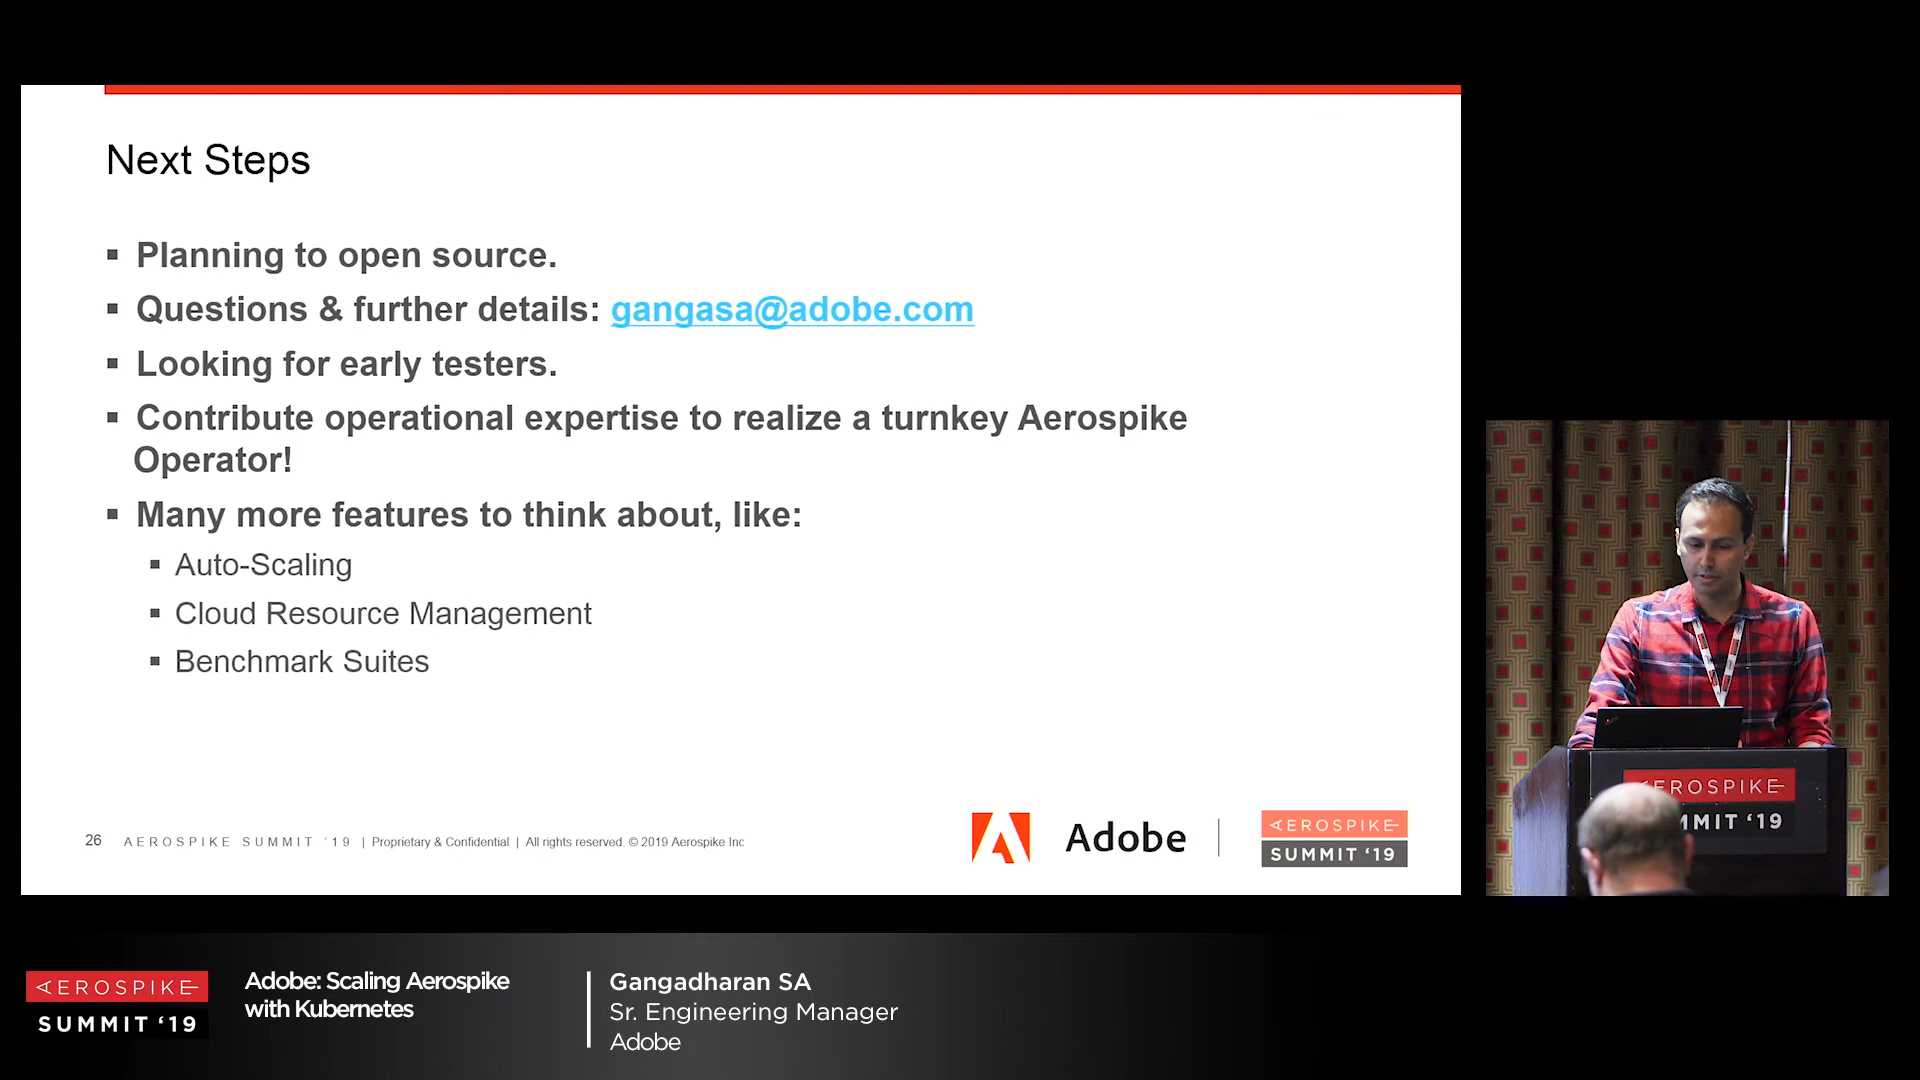 Next Steps
▪ Planning to open source.
▪ Questions & further details: gangasa@adobe.com
▪ Looking for early testers.
▪ Contribute operational expertise to realize a turnkey Aerospike
Operator!
▪ Many more features to think about, like:
▪ Auto-Scaling
▪ Cloud Resource Management
▪ Benchmark Suites
26 AEROSPIKE SUMMIT '19 | Proprietary & Confidential | All rights reserved. © 2019 Aerospike Inc
Adobe
AEROSPIKE
SUMMIT '19
EROSPIKE
MMIT '19
AEROSPIKE
SUMMIT '19
Adobe: Scaling Aerospike
with Kubernetes
Gangadharan SA
Sr. Engineering Manager
Adobe